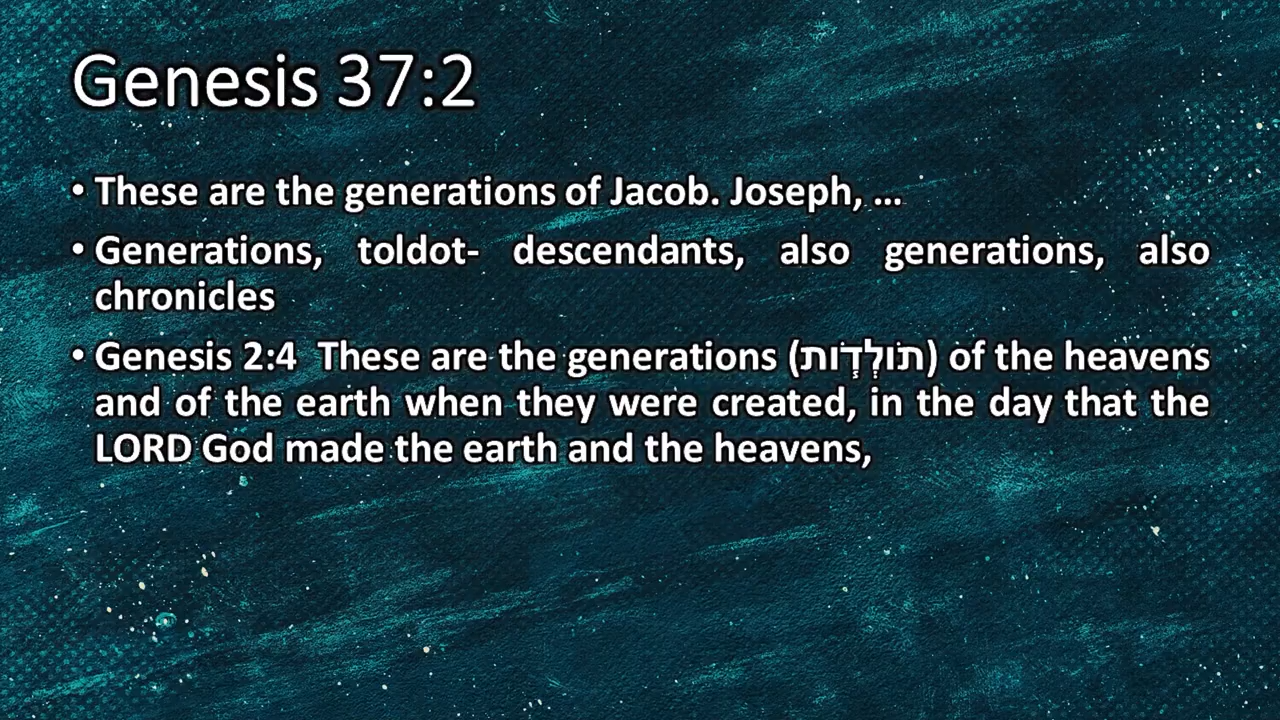 Genesis 37:2
• These are the generations of Jacob. Joseph, ...
• Generations, toldot- descendants, also generations, also
chronicles
• Genesis 2:4 These are the generations (תּוֹלְדֹ֧ות) of the heavens
and of the earth when they were created, in the day that the
LORD God made the earth and the heavens,